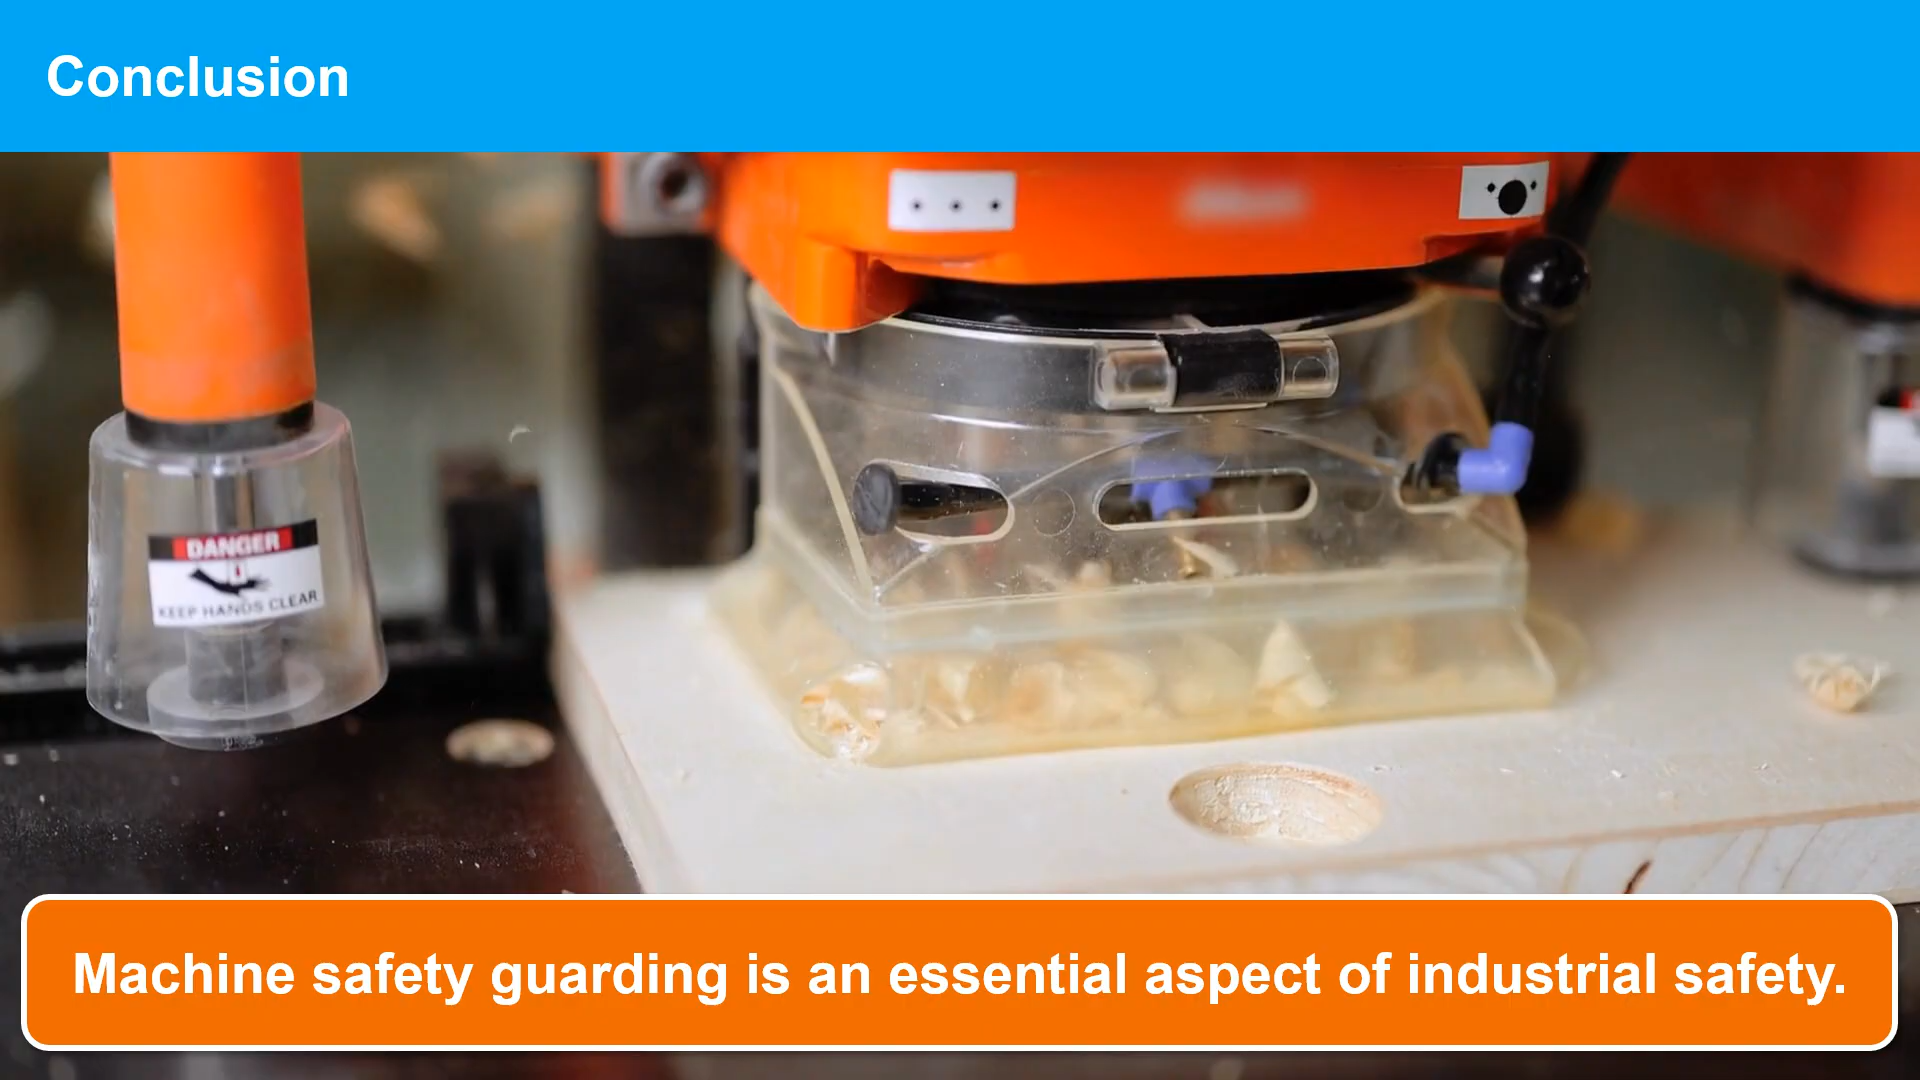 Conclusion
DANGER
KEEP HANDS CLEAR
Machine safety guarding is an essential aspect of industrial safety.